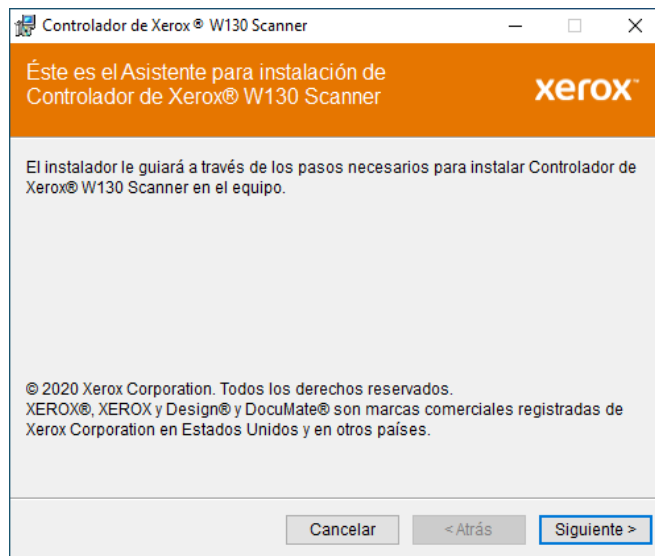 Controlador de Xerox® W130 Scanner
Éste es el Asistente para instalación de
Controlador de Xerox® W130 Scanner
xerox™
El instalador le guiará a través de los pasos necesarios para instalar Controlador de
Xerox® W130 Scanner en el equipo.
© 2020 Xerox Corporation. Todos los derechos reservados.
XEROX®, XEROX y Design® y DocuMate® son marcas comerciales registradas de
Xerox Corporation en Estados Unidos y en otros países.
Cancelar
< Atrás
Siguiente >